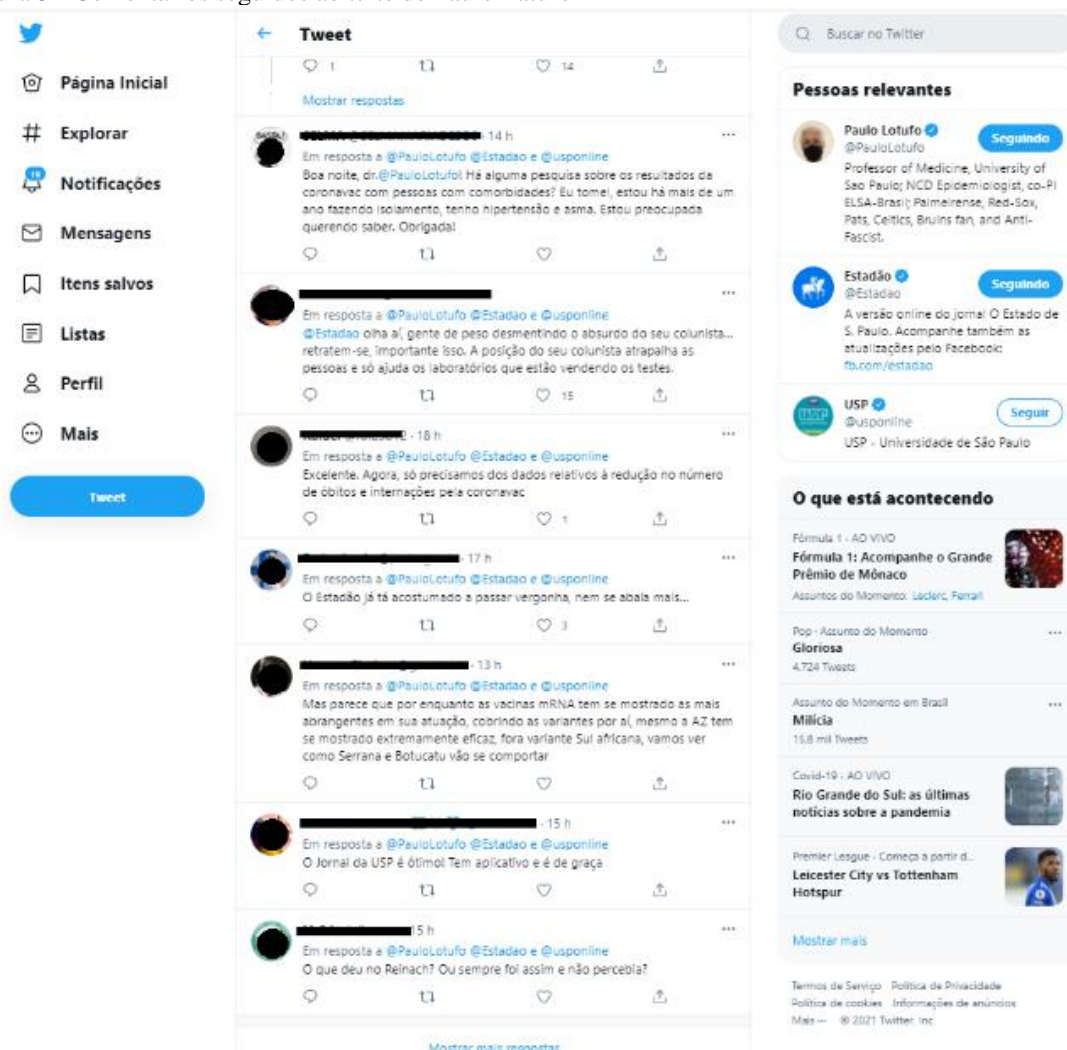 Tweet
1 14
Mostrar respostas
14 h
Em resposta a @PauloLotufo @Estadao e @usponline
Boa noite, dr.@PauloLotufo! Há alguma pesquisa sobre os resultados da
coronavac com pessoas com comorbidades? Eu tomei, estou há mais de um
ano fazendo isolamento, tenho hipertensão e asma. Estou preocupada
querendo saber. Obrigada!
Em resposta a @PauloLotufo @Estadao e @usponline
@Estadao olha aí, gente de peso desmentindo o absurdo do seu colunista...
retratem-se, importante isso. A posição do seu colunista atrapalha as
pessoas e só ajuda os laboratórios que estão vendendo os testes.
15
· 18 h
Em resposta a @PauloLotufo @Estadao e @usponline
Excelente. Agora, só precisamos dos dados relativos à redução no número
de óbitos e internações pela coronavac
1
· 17 h
Em resposta a @PauloLotufo @Estadao e @usponline
O Estadão já tá acostumado a passar vergonha, nem se abala mais...
3
· 13 h
Em resposta a @PauloLotufo @Estadao e @usponline
Mas parece que por enquanto as vacinas mRNA tem se mostrado as mais
abrangentes em sua atuação, cobrindo as variantes por aí, mesmo a AZ tem
se mostrado extremamente eficaz, fora variante Sul africana, vamos ver
como Serrana e Botucatu vão se comportar
· 15 h
Em resposta a @PauloLotufo @Estadao e @usponline
O Jornal da USP é ótimo! Tem aplicativo e é de graça
15 h
Em resposta a @PauloLotufo @Estadao e @usponline
O que deu no Reinach? Ou sempre foi assim e não percebia?
Mostrar mais respostas
19
Página Inicial
Explorar
Notificações
Mensagens
Itens salvos
Listas
Perfil
Mais
Tweet
Buscar no Twitter
Pessoas relevantes
Paulo Lotufo
@PauloLotufo
Seguindo
Professor of Medicine, University of
Sao Paulo; NCD Epidemiologist, co-PI
ELSA-Brasil; Palmeirense, Red-Sox,
Pats, Celtics, Bruins fan, and Anti-
Fascist.
Estadão
@Estadao
Seguindo
A versão online do jornal O Estado de
S. Paulo. Acompanhe também as
atualizações pelo Facebook:
fb.com/estadao
USP
@usponline
Seguir
USP - Universidade de São Paulo
O que está acontecendo
Fórmula 1 · AO VIVO
Fórmula 1: Acompanhe o Grande
Prêmio de Mônaco
Assuntos do Momento: Leclerc, Ferrari
Pop · Assunto do Momento
Gloriosa
4.724 Tweets
Assunto do Momento em Brasil
Milícia
15,8 mil Tweets
Covid-19 · AO VIVO
Rio Grande do Sul: as últimas
notícias sobre a pandemia
Premier League · Começa a partir d...
Leicester City vs Tottenham
Hotspur
Mostrar mais
Termos de Serviço Política de Privacidade
Política de cookies Informações de anúncios
Mais ··· © 2021 Twitter, Inc.